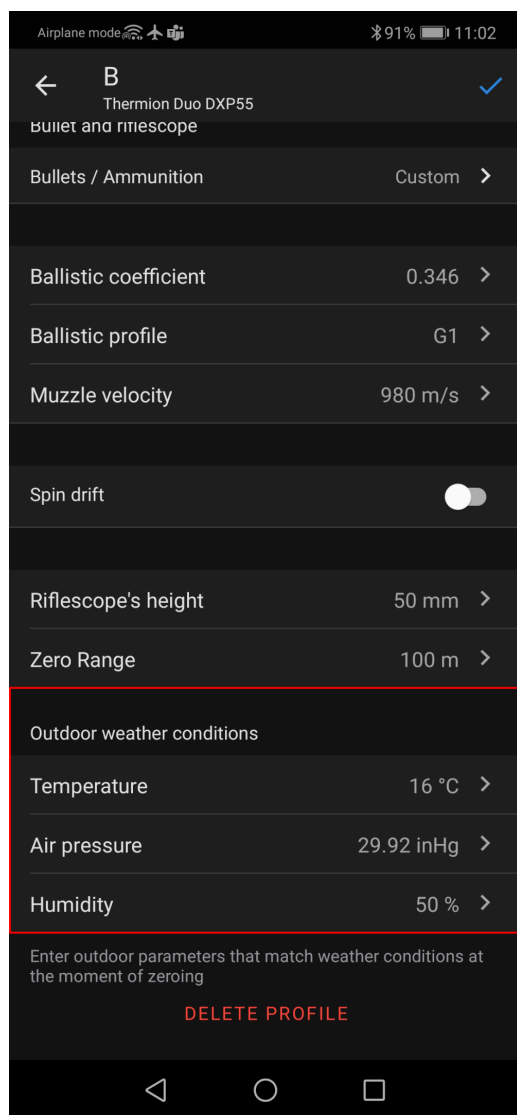 Airplane mode 91% 11:02
B
Thermion Duo DXP55
Bullet and riflescope
Bullets / Ammunition Custom
Ballistic coefficient 0.346
Ballistic profile G1
Muzzle velocity 980 m/s
Spin drift
Riflescope's height 50 mm
Zero Range 100 m
Outdoor weather conditions
Temperature 16 °C
Air pressure 29.92 inHg
Humidity 50 %
Enter outdoor parameters that match weather conditions at
the moment of zeroing
DELETE PROFILE